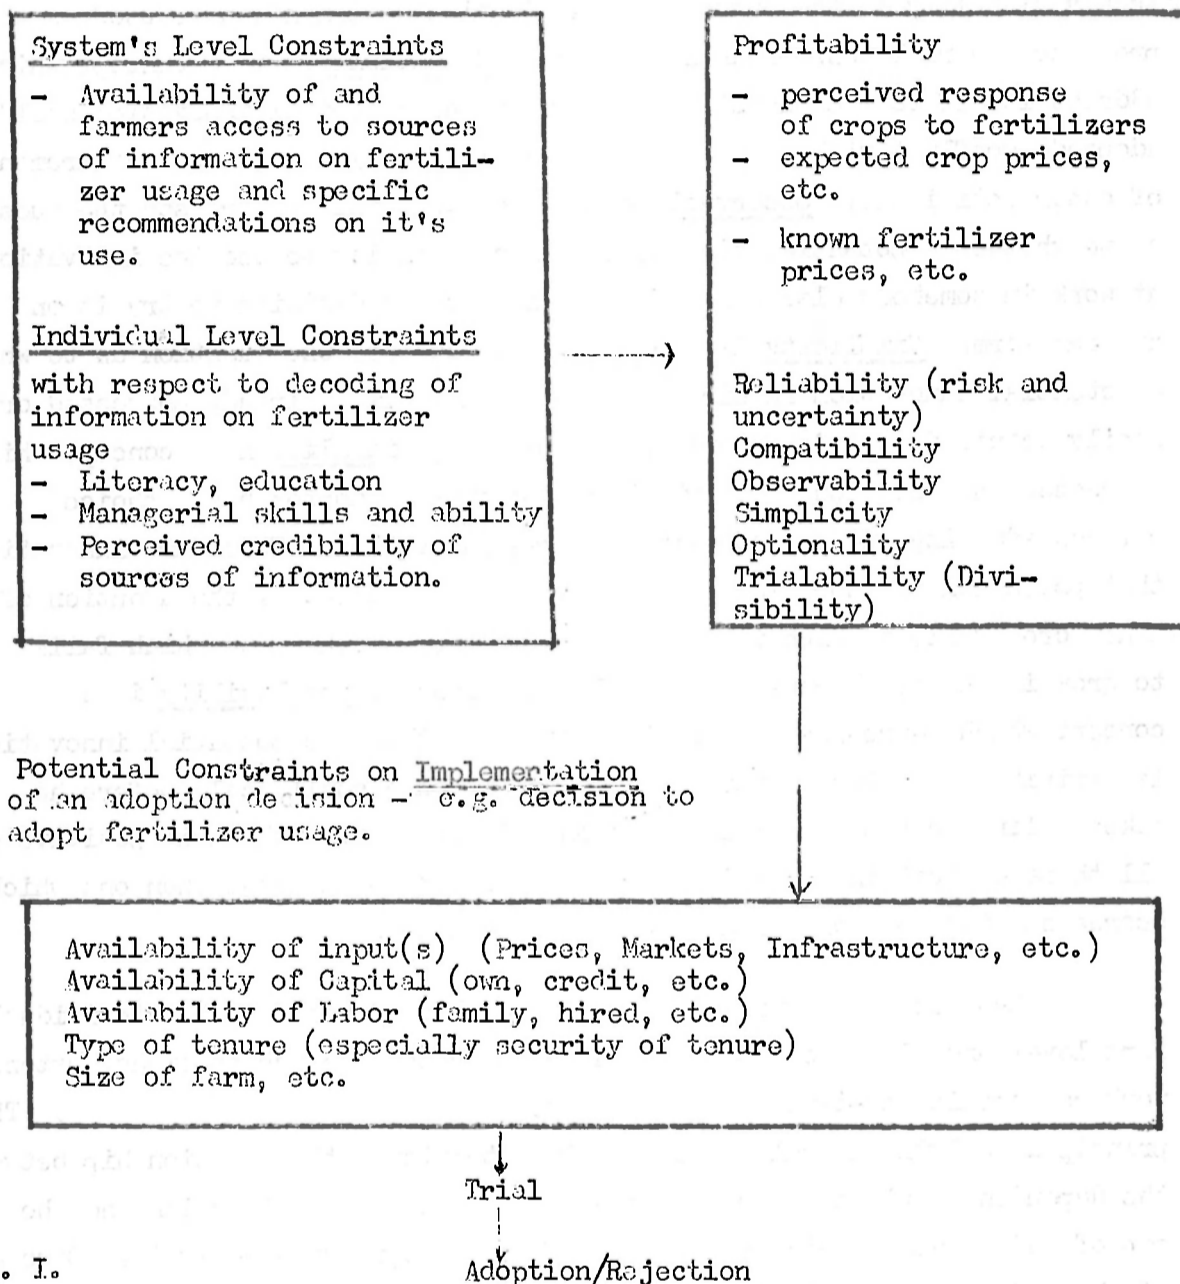 System's Level Constraints
- Availability of and
farmers access to sources
of information on fertili-
zer usage and specific
recommendations on it's
use.
Individual Level Constraints
with respect to decoding of
information on fertilizer
usage
- Literacy, education
- Managerial skills and ability
- Perceived credibility of
sources of information.
Profitability
- perceived response
of crops to fertilizers
- expected crop prices,
etc.
- known fertilizer
prices, etc.
Reliability (risk and
uncertainty)
Compatibility
Observability
Simplicity
Optionality
Trialability (Divi-
sibility)
Potential Constraints on Implementation
of an adoption de ision - e.g. decision to
adopt fertilizer usage.
Availability of input(s) (Prices, Markets, Infrastructure, etc.)
Availability of Capital (own, credit, etc.)
Availability of Labor (family, hired, etc.)
Type of tenure (especially security of tenure)
Size of farm, etc.
Trial
Adoption/Rejection
. I.